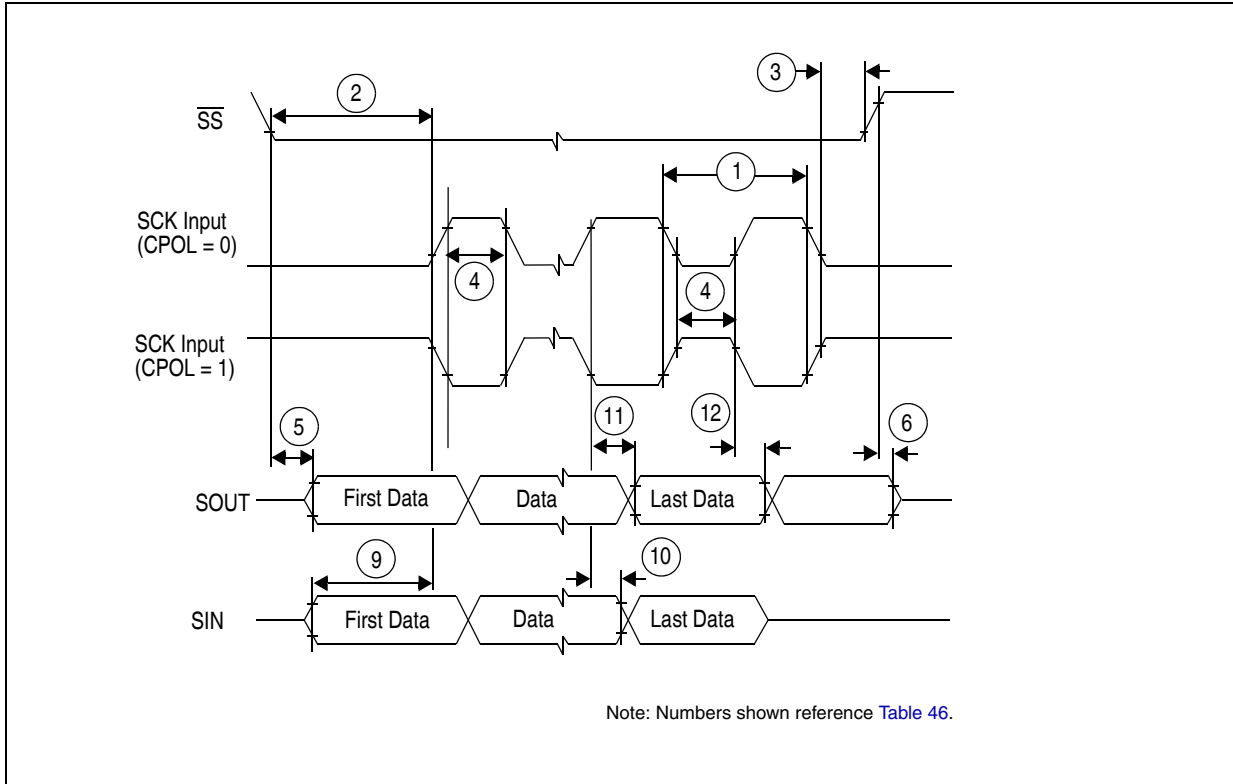 3
2
SS
1
SCK Input
(CPOL = 0)
4
4
SCK Input
(CPOL = 1)
11
12
5
6
SOUT
First Data
Data
Last Data
9
10
SIN
First Data
Data
Last Data
Note: Numbers shown reference Table 46.